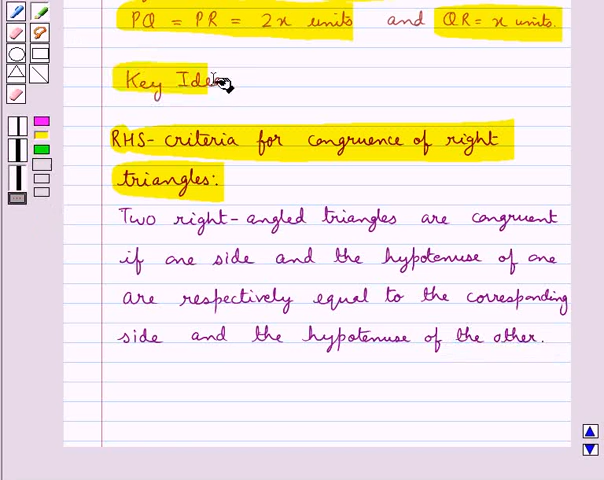 PQ = PR = 2x units and QR = x units.
Key Ide
RHS- criteria for congruence of right
triangles:
Two right-angled triangles are congruent
if one side and the hypotenuse of one
are respectively equal to the corresponding
side and the hypotenuse of the other.